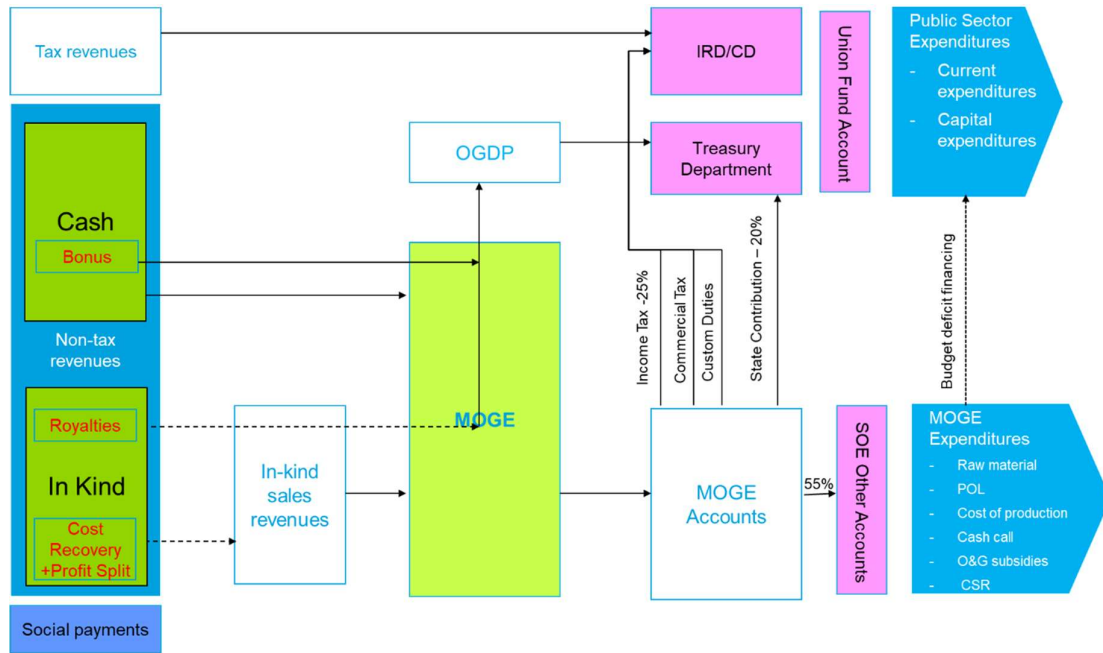 Tax revenues
Cash
Bonus
Non-tax
revenues
Royalties
In Kind
Cost
Recovery
+Profit Split
Social payments
In-kind
sales
revenues
OGDP
MOGE
IRD/CD
Treasury
Department
Income Tax -25%
Commercial Tax
Custom Duties
State Contribution – 20%
MOGE
Accounts
55%
Union Fund Account
SOE Other Accounts
Public Sector
Expenditures
- Current
expenditures
- Capital
expenditures
Budget deficit financing
MOGE
Expenditures
- Raw material
- POL
- Cost of production
- Cash call
- O&G subsidies
- CSR